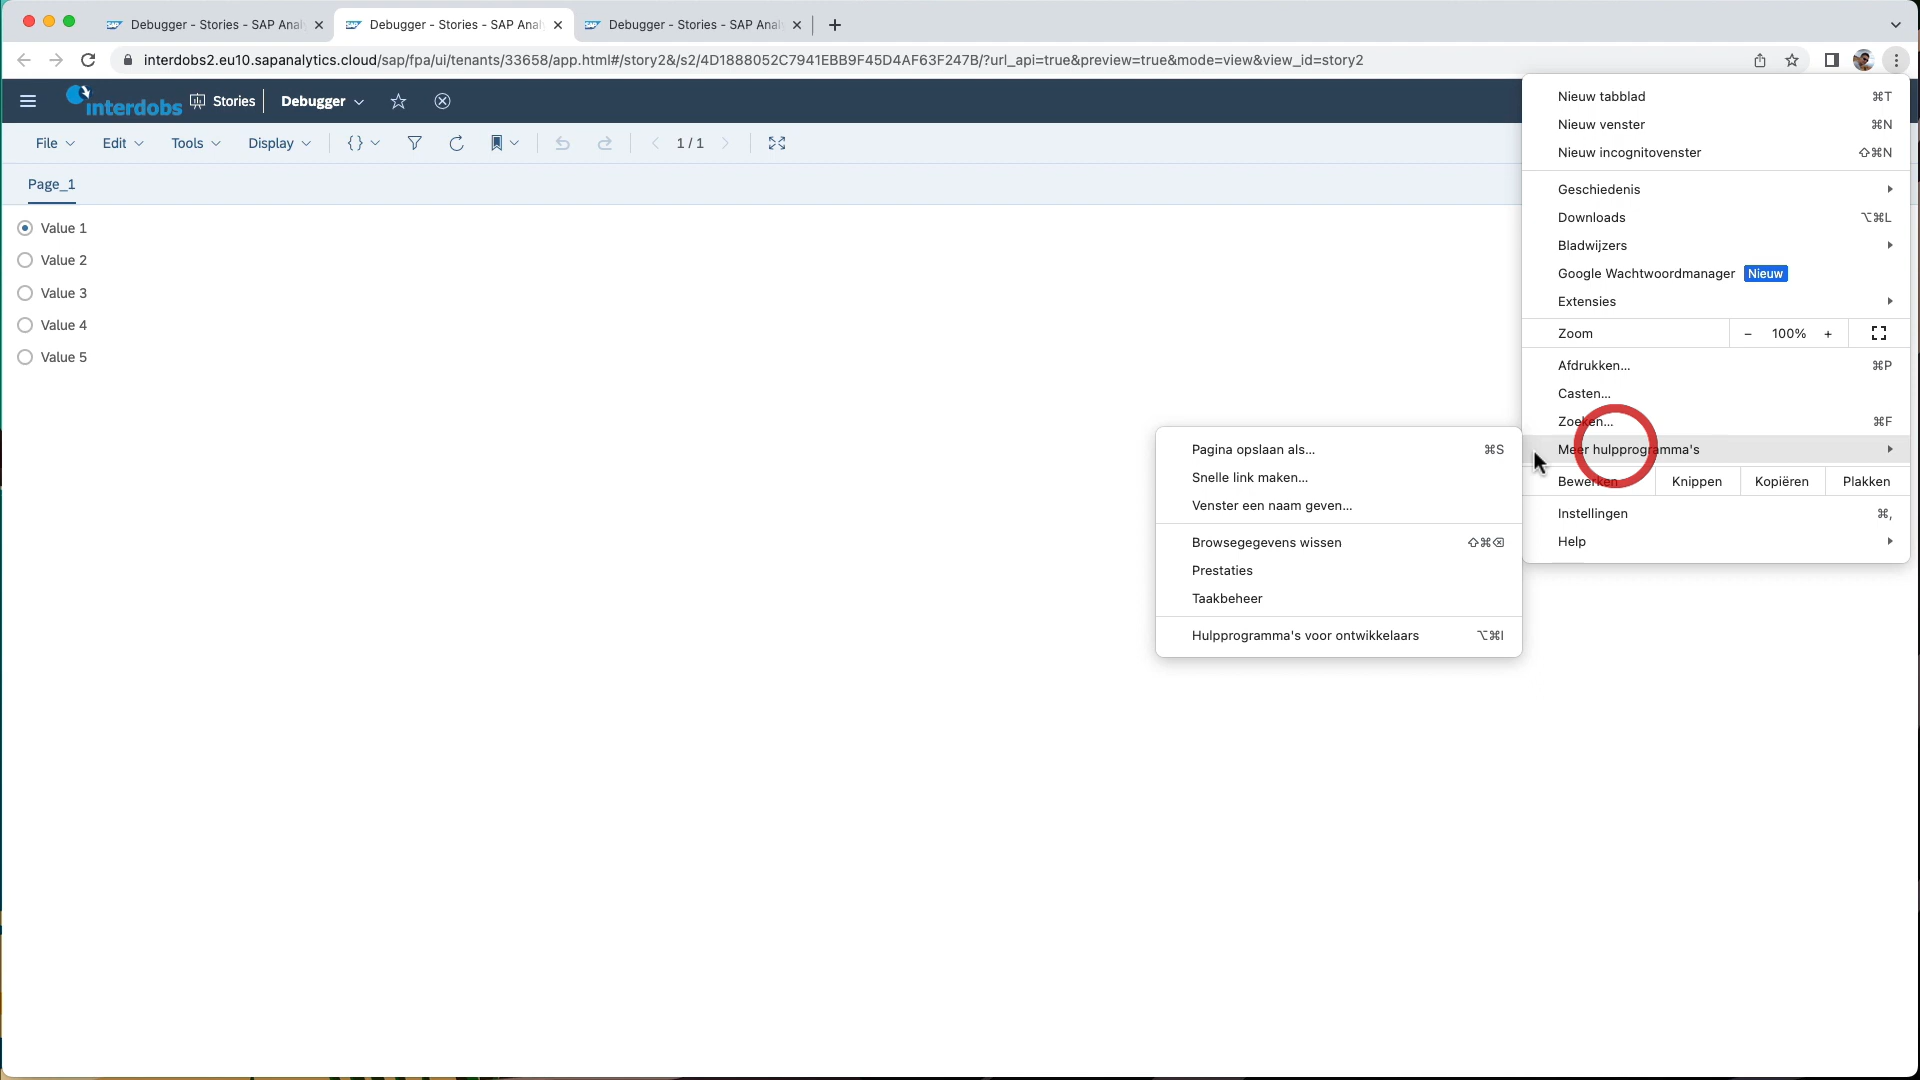 Debugger - Stories - SAP Anal
Debugger - Stories - SAP Anal
Debugger - Stories - SAP Anal
interdobs2.eu10.sapanalytics.cloud/sap/fpa/ui/tenants/33658/app.html#/story2&/s2/4D1888052C7941EBB9F45D4AF63F247B/?url_api=true&preview=true&mode=view&view_id=story2
interdobs Stories Debugger
File Edit Tools Display {} 1/1
Page_1
Value 1
Value 2
Value 3
Value 4
Value 5
Nieuw tabblad ⌘T
Nieuw venster ⌘N
Nieuw incognitovenster ⇧⌘N
Geschiedenis
Downloads ⌥⌘L
Bladwijzers
Google Wachtwoordmanager Nieuw
Extensies
Zoom - 100% +
Afdrukken... ⌘P
Casten...
Zoeken... ⌘F
Meer hulpprogramma's
Bewerken Knippen Kopiëren Plakken
Instellingen ⌘,
Help
Pagina opslaan als... ⌘S
Snelle link maken...
Venster een naam geven...
Browsegegevens wissen ⇧⌘⌫
Prestaties
Taakbeheer
Hulpprogramma's voor ontwikkelaars ⌥⌘I